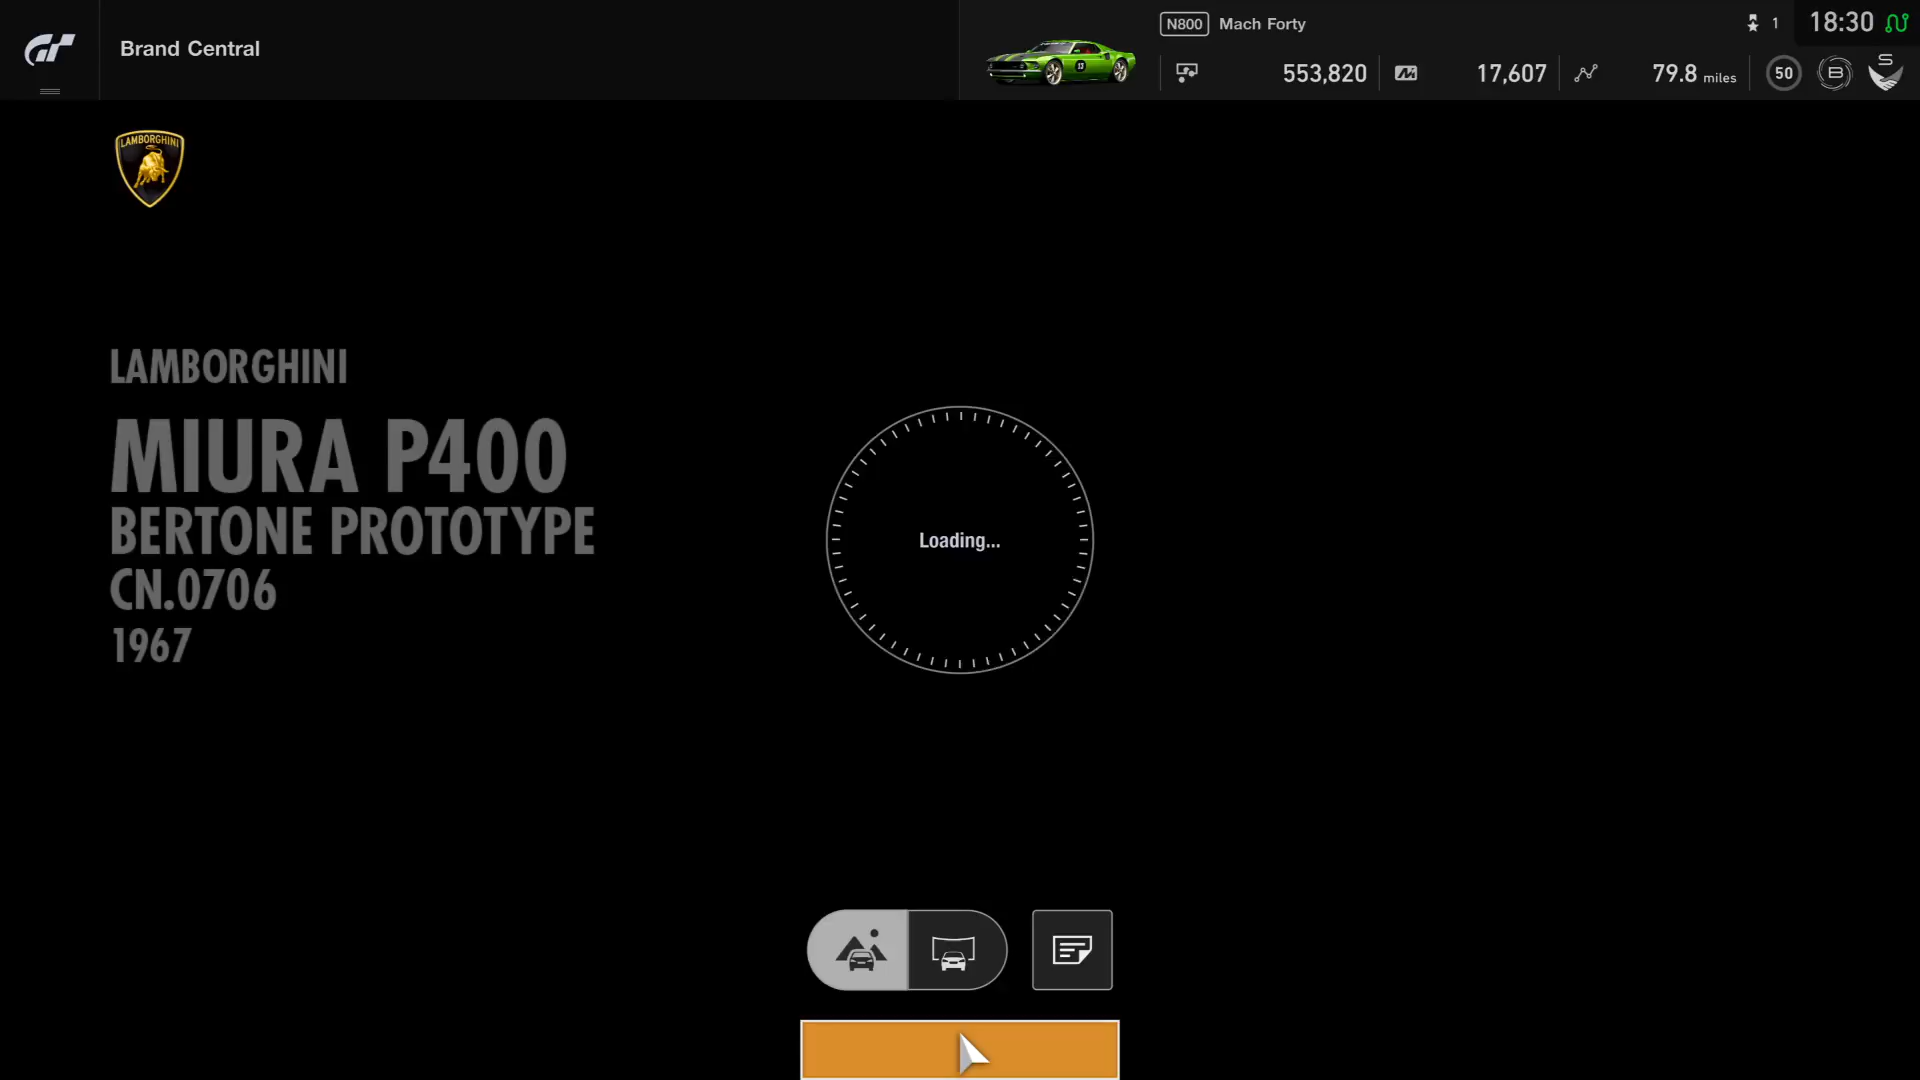 Brand Central
N800 Mach Forty
1
18:30
553,820
17,607
79.8 miles
50
B
S
LAMBORGHINI
LAMBORGHINI
MIURA P400
BERTONE PROTOTYPE
CN.0706
1967
Loading...
13